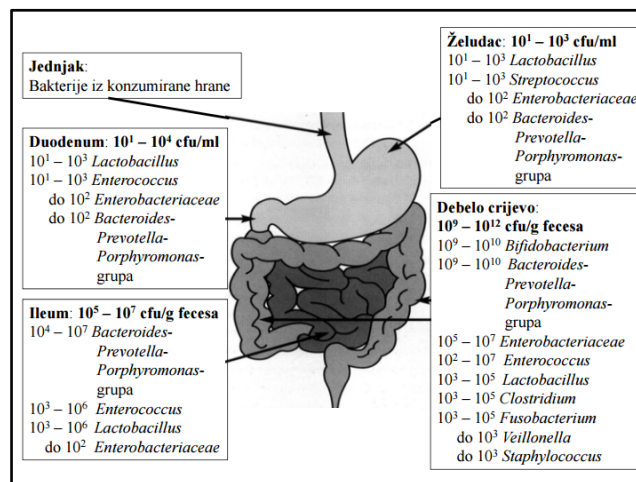 Jednjak:
Bakterije iz konzumirane hrane
Želudac: 10¹ – 10³ cfu/ml
10¹ – 10³ Lactobacillus
10¹ – 10³ Streptococcus
do 10² Enterobacteriaceae
do 10² Bacteroides-
Prevotella-
Porphyromonas-
grupa
Duodenum: 10¹ – 10⁴ cfu/ml
10¹ – 10³ Lactobacillus
10¹ – 10³ Enterococcus
do 10² Enterobacteriaceae
do 10² Bacteroides-
Prevotella-
Porphyromonas-
grupa
Debelo crijevo:
10⁹ – 10¹² cfu/g fecesa
10⁹ – 10¹⁰ Bifidobacterium
10⁹ – 10¹⁰ Bacteroides-
Prevotella-
Porphyromonas-
grupa
10⁵ – 10⁷ Enterobacteriaceae
10² – 10⁷ Enterococcus
10³ – 10⁵ Lactobacillus
10³ – 10⁵ Clostridium
10³ – 10⁵ Fusobacterium
do 10³ Veillonella
do 10³ Staphylococcus
Ileum: 10⁵ – 10⁷ cfu/g fecesa
10⁴ – 10⁷ Bacteroides-
Prevotella-
Porphyromonas-
grupa
10³ – 10⁶ Enterococcus
10³ – 10⁶ Lactobacillus
do 10² Enterobacteriaceae